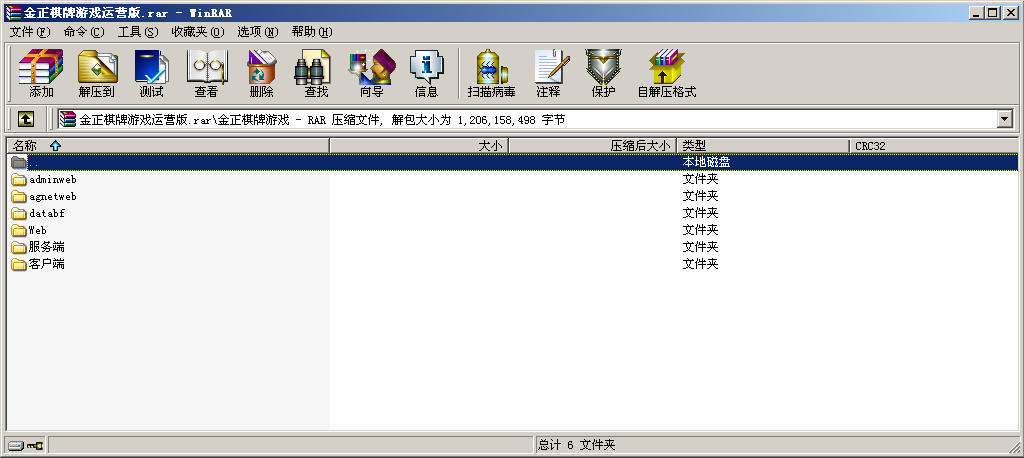 金正棋牌游戏运营版.rar - WinRAR
文件(F) 命令(C) 工具(S) 收藏夹(O) 选项(N) 帮助(H)
添加 解压到 测试 查看 删除 查找 向导 信息 扫描病毒 注释 保护 自解压格式
金正棋牌游戏运营版.rar\金正棋牌游戏 - RAR 压缩文件, 解包大小为 1,206,158,498 字节
名称 大小 压缩后大小 类型 CRC32
.. 本地磁盘
adminweb 文件夹
agnetweb 文件夹
databf 文件夹
Web 文件夹
服务端 文件夹
客户端 文件夹
总计 6 文件夹